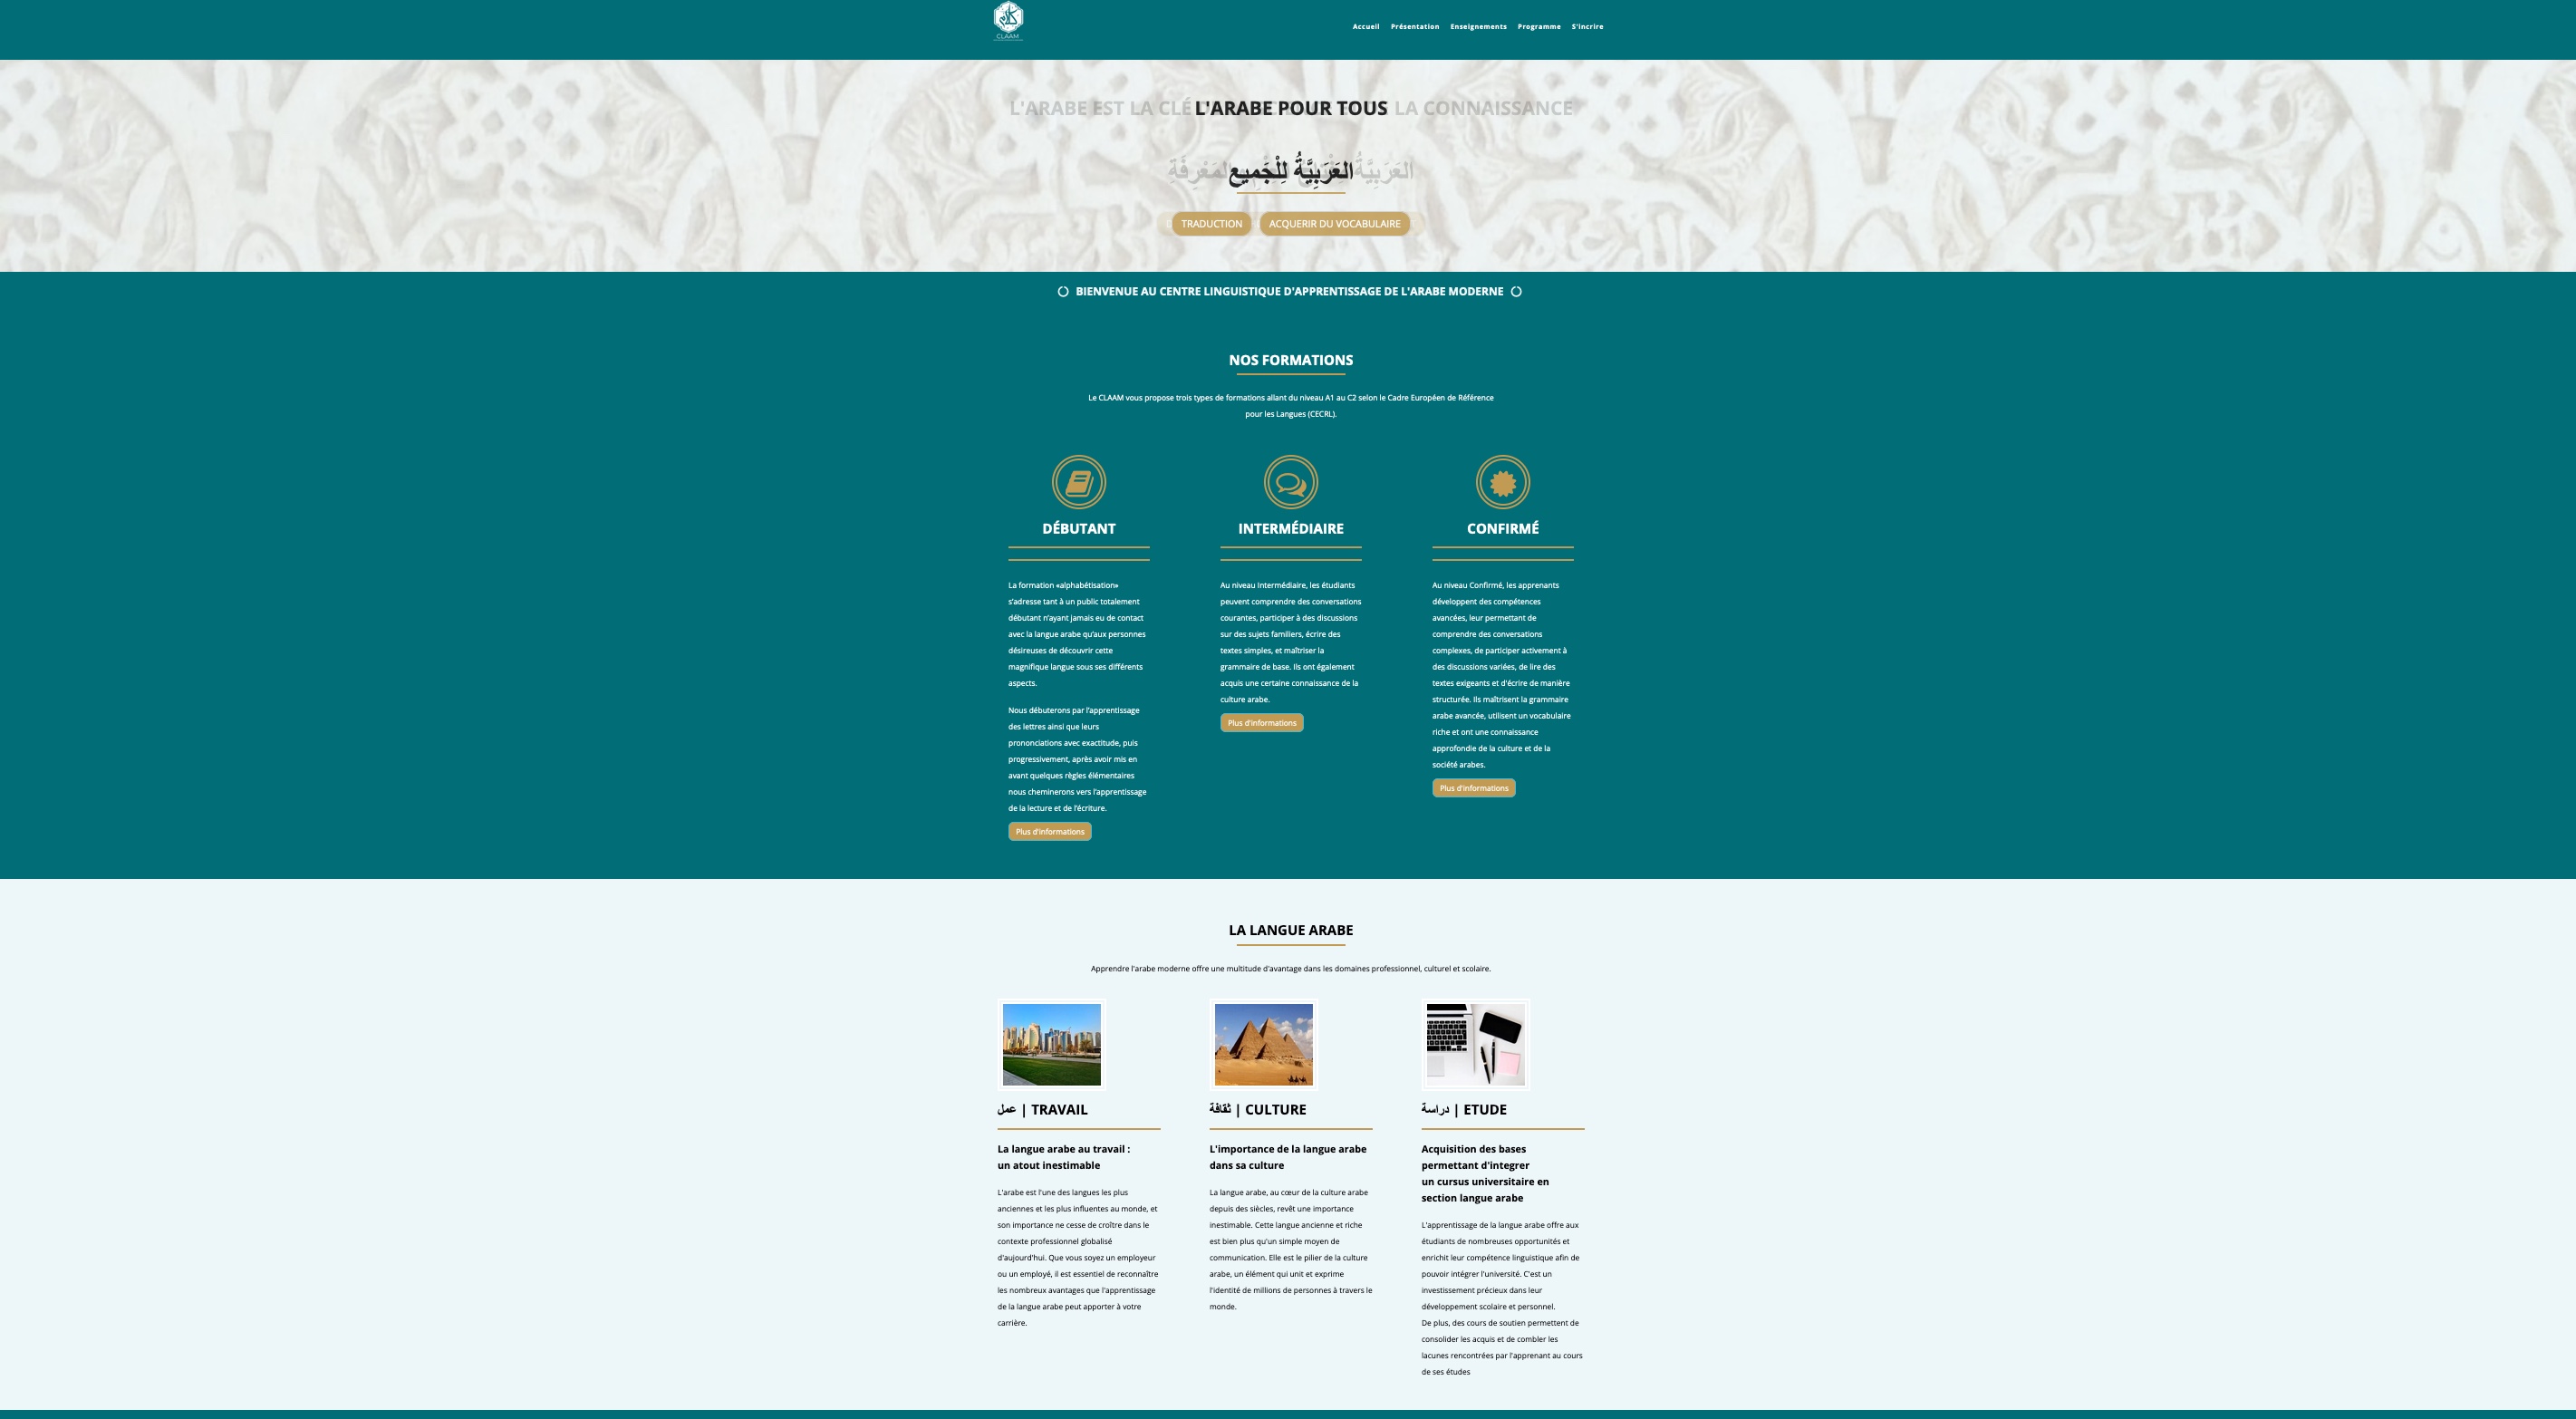 كلام
CLAAM
Accueil Présentation Enseignements Programme S'incrire
L'ARABE EST LA CLÉ LA CONNAISSANCE
L'ARABE POUR TOUS
العَرَبِيَّةُ لِلْجَمِيعِ
TRADUCTION ACQUERIR DU VOCABULAIRE
BIENVENUE AU CENTRE LINGUISTIQUE D'APPRENTISSAGE DE L'ARABE MODERNE
NOS FORMATIONS
Le CLAAM vous propose trois types de formations allant du niveau A1 au C2 selon le Cadre Européen de Référence
pour les Langues (CECRL).
DÉBUTANT
La formation «alphabétisation»
s'adresse tant à un public totalement
débutant n'ayant jamais eu de contact
avec la langue arabe qu'aux personnes
désireuses de découvrir cette
magnifique langue sous ses différents
aspects.
Nous débuterons par l'apprentissage
des lettres ainsi que leurs
prononciations avec exactitude, puis
progressivement, après avoir mis en
avant quelques règles élémentaires
nous cheminerons vers l'apprentissage
de la lecture et de l'écriture.
Plus d'informations
INTERMÉDIAIRE
Au niveau Intermédiaire, les étudiants
peuvent comprendre des conversations
courantes, participer à des discussions
sur des sujets familiers, écrire des
textes simples, et maîtriser la
grammaire de base. Ils ont également
acquis une certaine connaissance de la
culture arabe.
Plus d'informations
CONFIRMÉ
Au niveau Confirmé, les apprenants
développent des compétences
avancées, leur permettant de
comprendre des conversations
complexes, de participer activement à
des discussions variées, de lire des
textes exigeants et d'écrire de manière
structurée. Ils maîtrisent la grammaire
arabe avancée, utilisent un vocabulaire
riche et ont une connaissance
approfondie de la culture et de la
société arabes.
Plus d'informations
LA LANGUE ARABE
Apprendre l'arabe moderne offre une multitude d'avantage dans les domaines professionnel, culturel et scolaire.
عمل | TRAVAIL
La langue arabe au travail :
un atout inestimable
L'arabe est l'une des langues les plus
anciennes et les plus influentes au monde, et
son importance ne cesse de croître dans le
contexte professionnel globalisé
d'aujourd'hui. Que vous soyez un employeur
ou un employé, il est essentiel de reconnaître
les nombreux avantages que l'apprentissage
de la langue arabe peut apporter à votre
carrière.
ثقافة | CULTURE
L'importance de la langue arabe
dans sa culture
La langue arabe, au cœur de la culture arabe
depuis des siècles, revêt une importance
inestimable. Cette langue ancienne et riche
est bien plus qu'un simple moyen de
communication. Elle est le pilier de la culture
arabe, un élément qui unit et exprime
l'identité de millions de personnes à travers le
monde.
دراسة | ETUDE
Acquisition des bases
permettant d'integrer
un cursus universitaire en
section langue arabe
L'apprentissage de la langue arabe offre aux
étudiants de nombreuses opportunités et
enrichit leur compétence linguistique afin de
pouvoir intégrer l'université. C'est un
investissement précieux dans leur
développement scolaire et personnel.
De plus, des cours de soutien permettent de
consolider les acquis et de combler les
lacunes rencontrées par l'apprenant au cours
de ses études